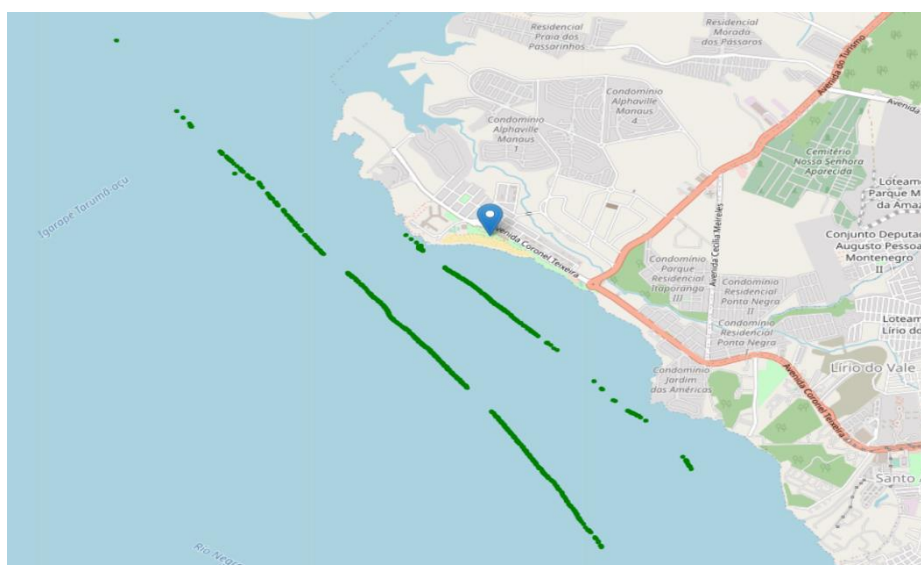 Residencial
Praia dos
Passarinhos
Residencial
Morada
dos Pássaros
Avenida do Turismo
Condomínio
Alphaville
Manaus
4
Condomínio
Alphaville
Manaus
1
Avenida
Cemitério
Nossa Senhora
Aparecida
Lotea
Parque M
da Amaz
Igarape Tarumã-açu
Avenida Coronel Teixeira
Avenida Cecília Meireles
Conjunto Deputad
Augusto Pessoa
Montenegro
II
Condomínio
Parque
Residencial
Itaporanga
III
Condomínio
Residencial
Ponta Negra
II
Condomínio
Residencial
Ponta Negra
I
Loteam
Lírio do
Condomínio
Jardim
das Américas
Lírio do Vale
Avenida Coronel Teixeira
Santo
Rio Negro